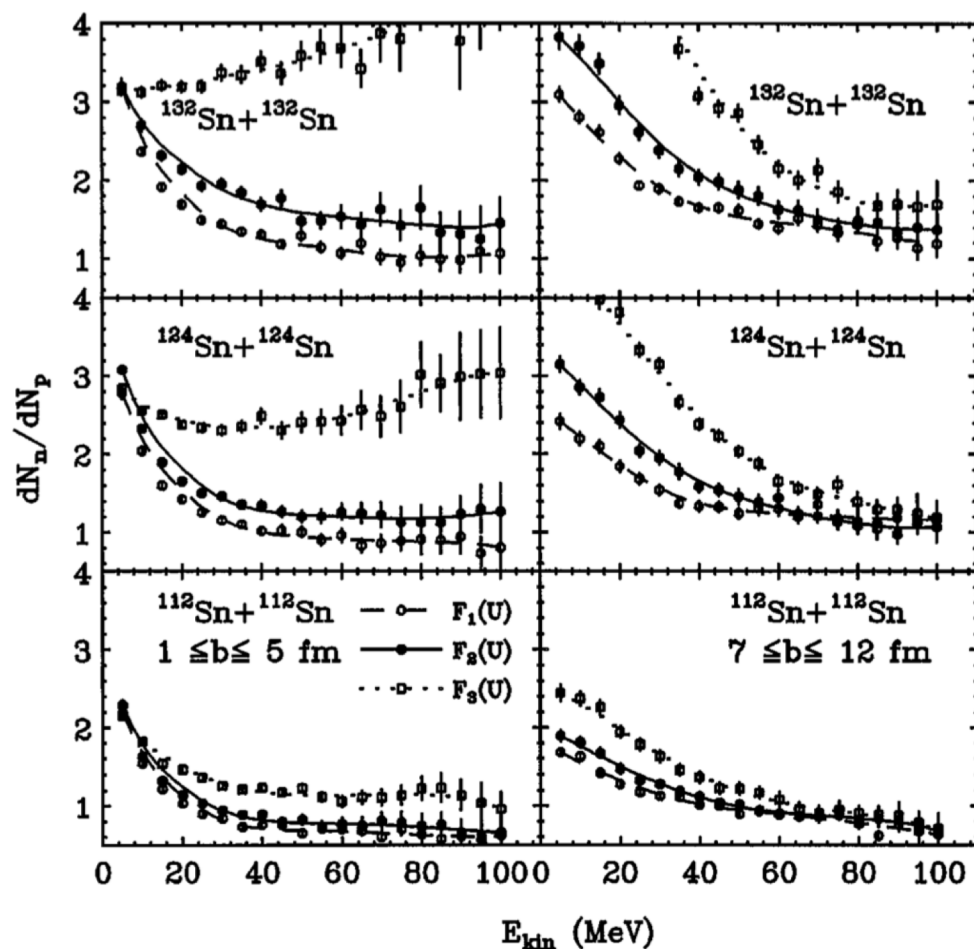 4
3
2
1
¹³²Sn+¹³²Sn
¹³²Sn+¹³²Sn
4
3
2
1
¹²⁴Sn+¹²⁴Sn
¹²⁴Sn+¹²⁴Sn
dNₙ/dNₚ
4
3
2
1
¹¹²Sn+¹¹²Sn
1 ≦b≦ 5 fm
F₁(U)
F₂(U)
F₃(U)
¹¹²Sn+¹¹²Sn
7 ≦b≦ 12 fm
0 20 40 60 80 100 0 20 40 60 80 100
E_kin (MeV)